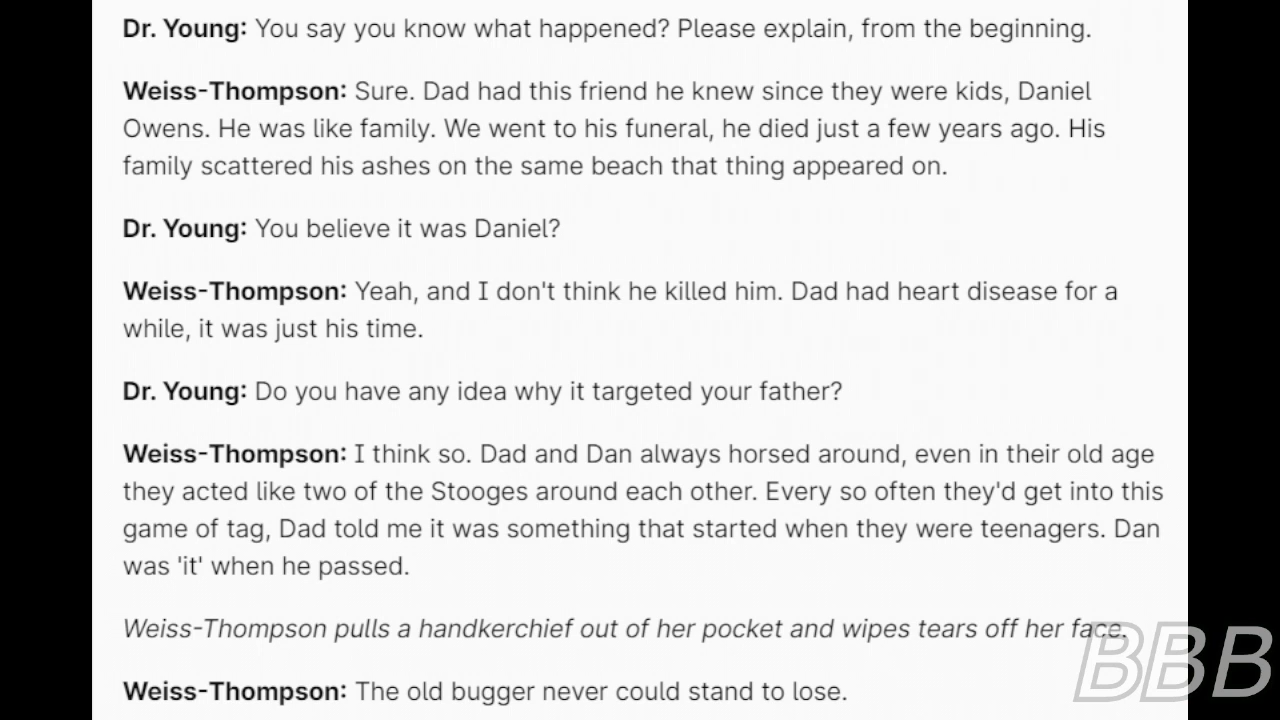 Dr. Young: You say you know what happened? Please explain, from the beginning.
Weiss-Thompson: Sure. Dad had this friend he knew since they were kids, Daniel
Owens. He was like family. We went to his funeral, he died just a few years ago. His
family scattered his ashes on the same beach that thing appeared on.
Dr. Young: You believe it was Daniel?
Weiss-Thompson: Yeah, and I don't think he killed him. Dad had heart disease for a
while, it was just his time.
Dr. Young: Do you have any idea why it targeted your father?
Weiss-Thompson: I think so. Dad and Dan always horsed around, even in their old age
they acted like two of the Stooges around each other. Every so often they'd get into this
game of tag, Dad told me it was something that started when they were teenagers. Dan
was 'it' when he passed.
Weiss-Thompson pulls a handkerchief out of her pocket and wipes tears off her face.
Weiss-Thompson: The old bugger never could stand to lose.
BBB